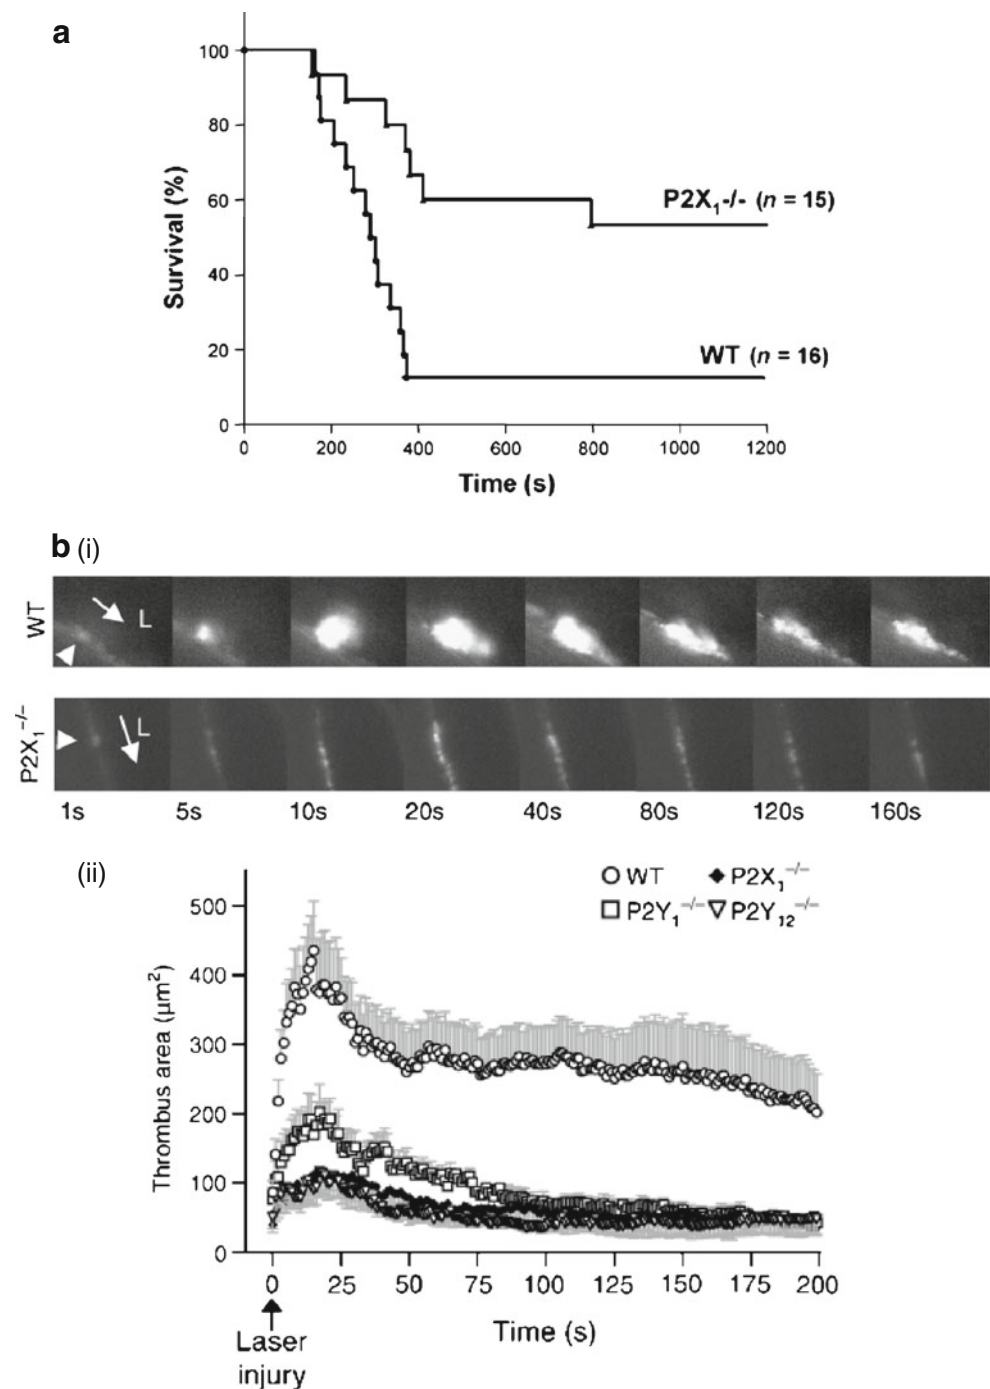 a
100
80
60
40
20
0
Survival (%)
P2X₁-/- (n = 15)
WT (n = 16)
0 200 400 600 800 1000 1200
Time (s)
b (i)
WT
L
P2X₁⁻/⁻
L
1s 5s 10s 20s 40s 80s 120s 160s
(ii)
WT P2X₁⁻/⁻
P2Y₁⁻/⁻ P2Y₁₂⁻/⁻
500
400
300
200
100
0
Thrombus area (µm²)
0 25 50 75 100 125 150 175 200
Time (s)
Laser
injury